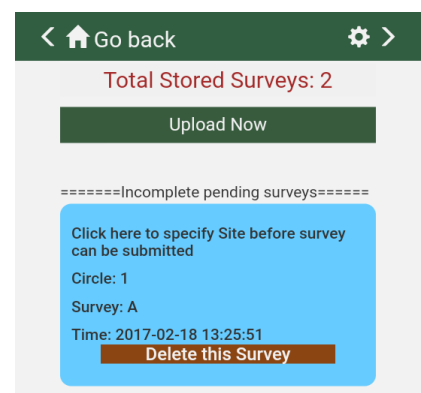 Go back
Total Stored Surveys: 2
Upload Now
=======Incomplete pending surveys======
Click here to specify Site before survey
can be submitted
Circle: 1
Survey: A
Time: 2017-02-18 13:25:51
Delete this Survey